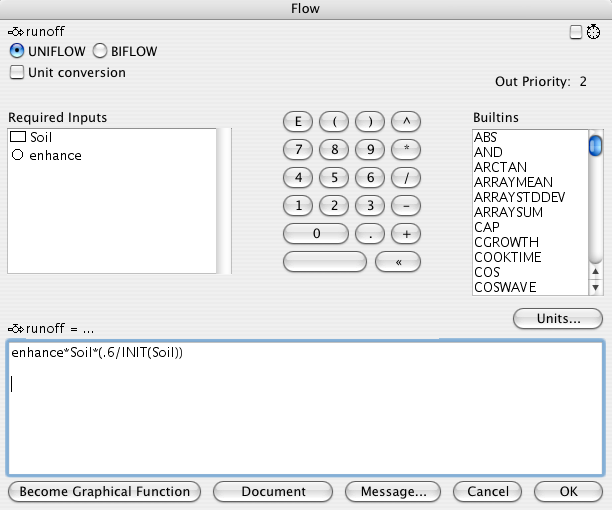 Flow
runoff
UNIFLOW BIFLOW
Unit conversion
Out Priority: 2
Required Inputs
Soil
enhance
E ( ) ^
7 8 9 *
4 5 6 /
1 2 3 -
0 . +
«
Builtins
ABS
AND
ARCTAN
ARRAYMEAN
ARRAYSTDDEV
ARRAYSUM
CAP
CGROWTH
COOKTIME
COS
COSWAVE
Units...
runoff = ...
enhance*Soil*(.6/INIT(Soil))
Become Graphical Function Document Message... Cancel OK